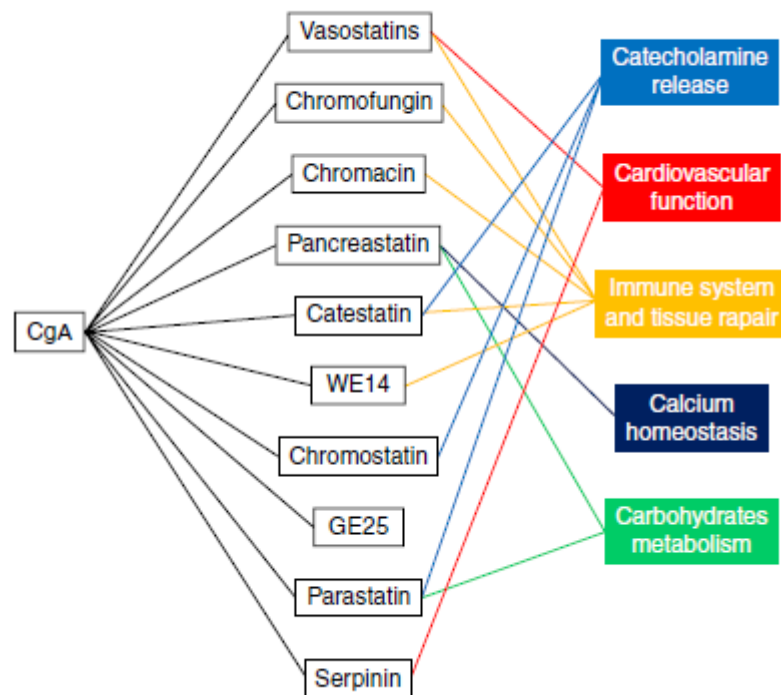 Vasostatins
Chromofungin
Chromacin
Pancreastatin
CgA
Catestatin
WE14
Chromostatin
GE25
Parastatin
Serpinin
Catecholamine
release
Cardiovascular
function
Immune system
and tissue rapair
Calcium
homeostasis
Carbohydrates
metabolism